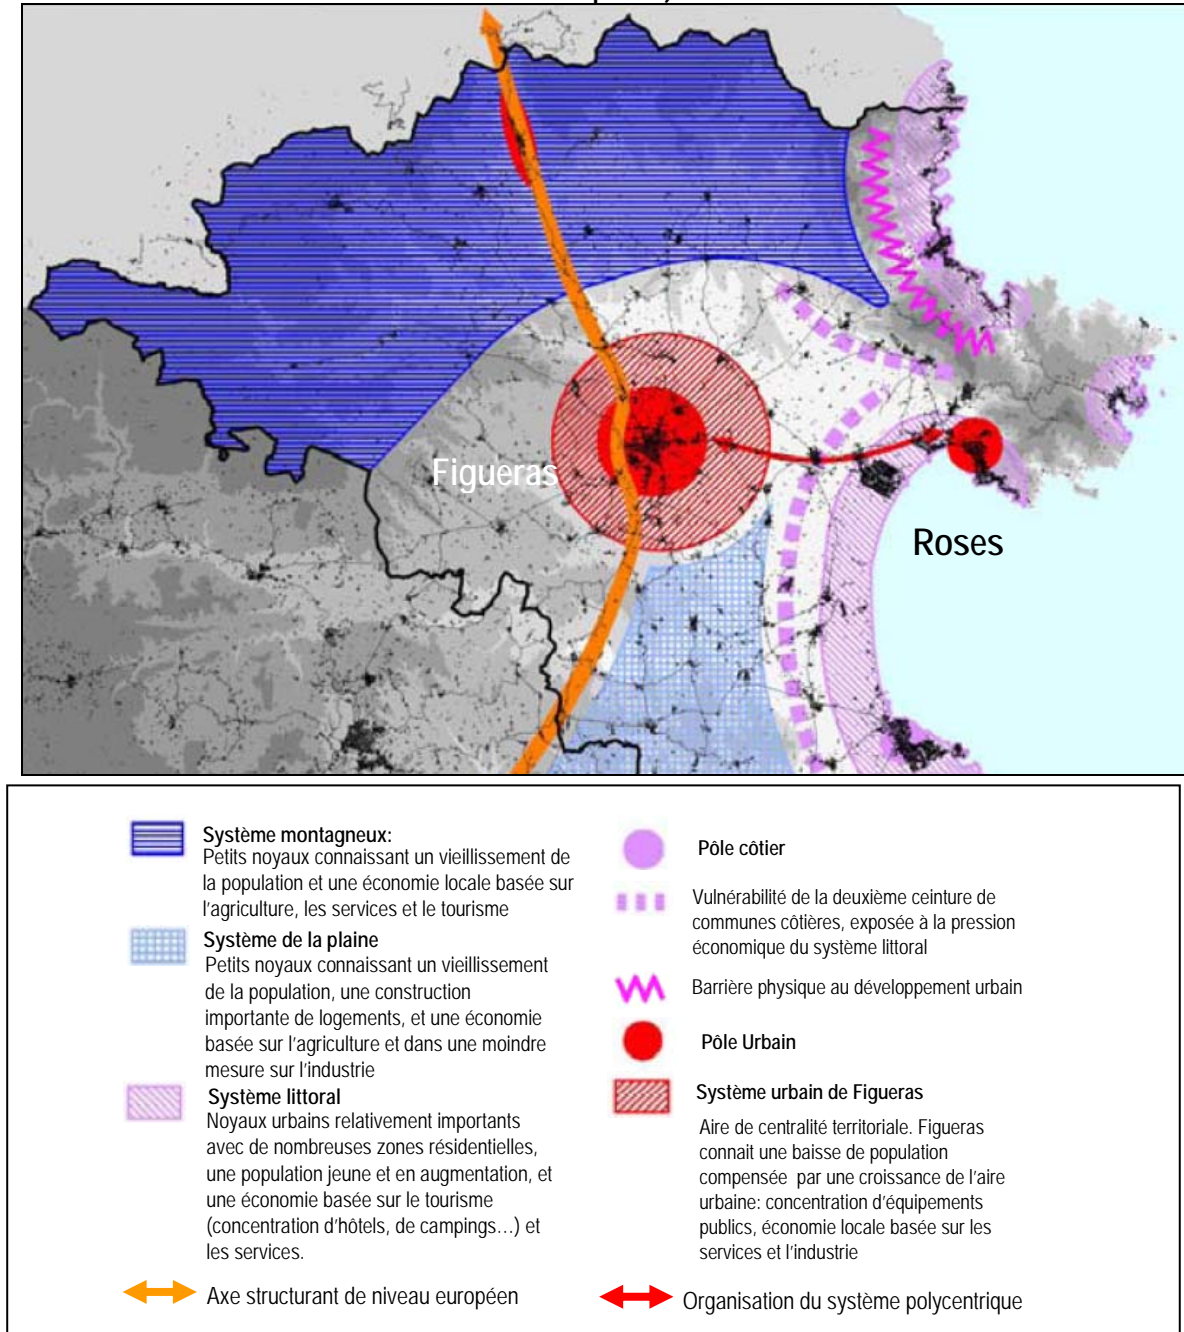 Figueras
Roses
Système montagneux:
Petits noyaux connaissant un vieillissement de
la population et une économie locale basée sur
l'agriculture, les services et le tourisme
Système de la plaine
Petits noyaux connaissant un vieillissement
de la population, une construction
importante de logements, et une économie
basée sur l'agriculture et dans une moindre
mesure sur l'industrie
Système littoral
Noyaux urbains relativement importants
avec de nombreuses zones résidentielles,
une population jeune et en augmentation, et
une économie basée sur le tourisme
(concentration d'hôtels, de campings…) et
les services.
Axe structurant de niveau européen
Pôle côtier
Vulnérabilité de la deuxième ceinture de
communes côtières, exposée à la pression
économique du système littoral
Barrière physique au développement urbain
Pôle Urbain
Système urbain de Figueras
Aire de centralité territoriale. Figueras
connait une baisse de population
compensée par une croissance de l'aire
urbaine: concentration d'équipements
publics, économie locale basée sur les
services et l'industrie
Organisation du système polycentrique